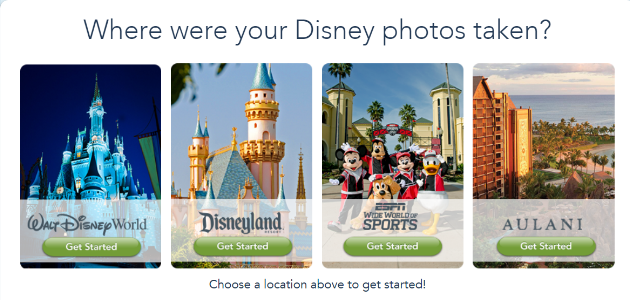 Where were your Disney photos taken?
Walt Disney World
Get Started
Disneyland
RESORT
Get Started
ESPN
WIDE WORLD OF
SPORTS
Get Started
AULANI
Get Started
Choose a location above to get started!